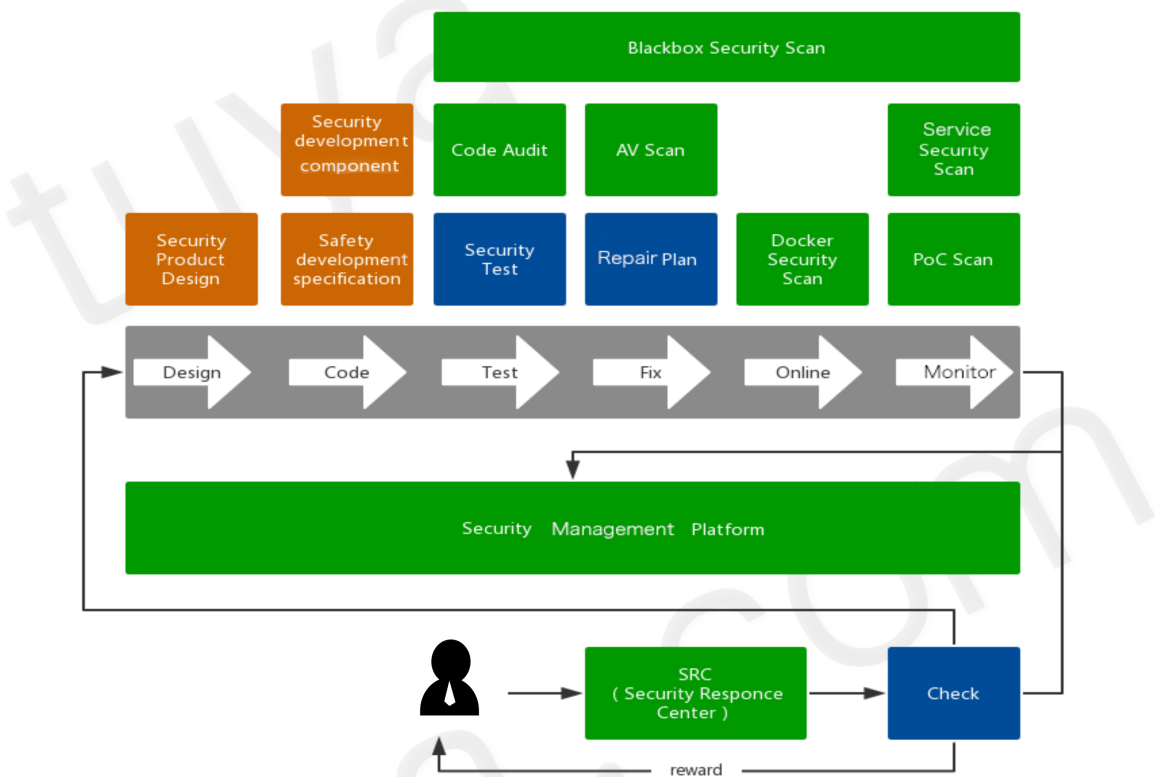 Blackbox Security Scan
Security
development
component
Code Audit
AV Scan
Service
Security
Scan
Security
Product
Design
Safety
development
specification
Security
Test
Repair Plan
Docker
Security
Scan
PoC Scan
Design
Code
Test
Fix
Online
Monitor
Security Management Platform
SRC
( Security Responce
Center )
Check
reward
tuya
.com